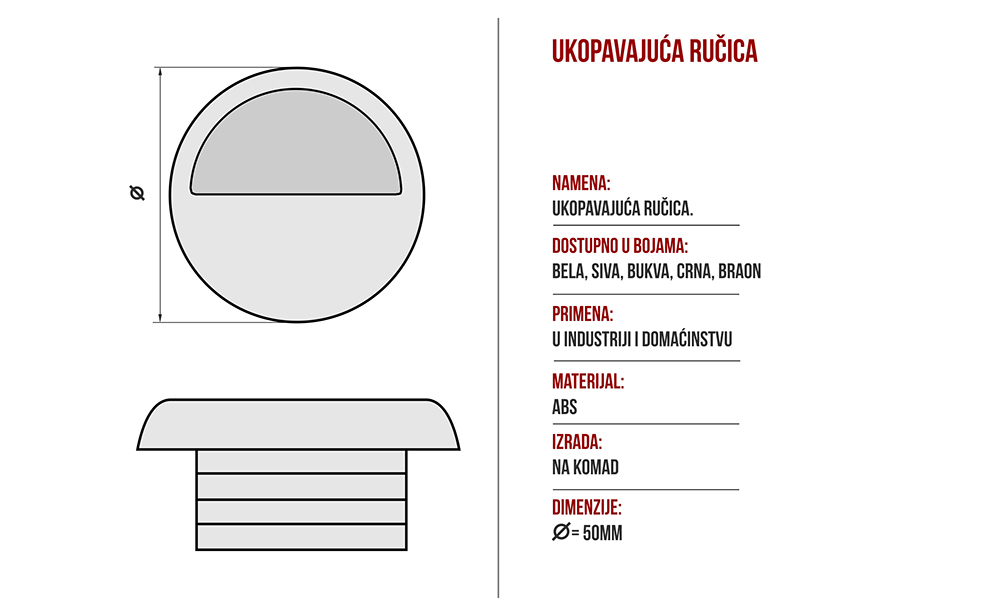 UKOPAVAJUĆA RUČICA
Ø
NAMENA:
UKOPAVAJUĆA RUČICA.
DOSTUPNO U BOJAMA:
BELA, SIVA, BUKVA, CRNA, BRAON
PRIMENA:
U INDUSTRIJI I DOMAĆINSTVU
MATERIJAL:
ABS
IZRADA:
NA KOMAD
DIMENZIJE:
Ø= 50MM